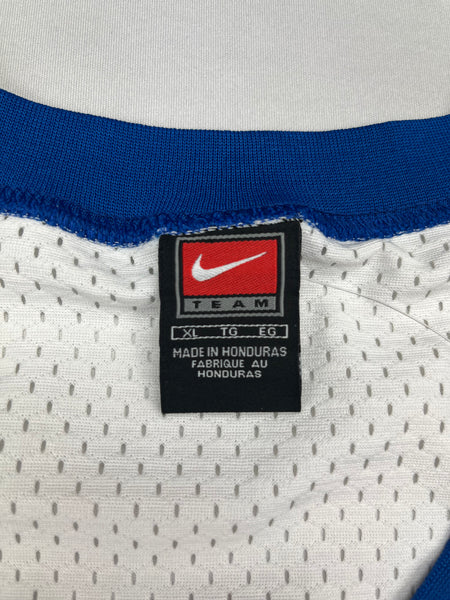 TEAM
XL TG EG
MADE IN HONDURAS
FABRIQUE AU
HONDURAS